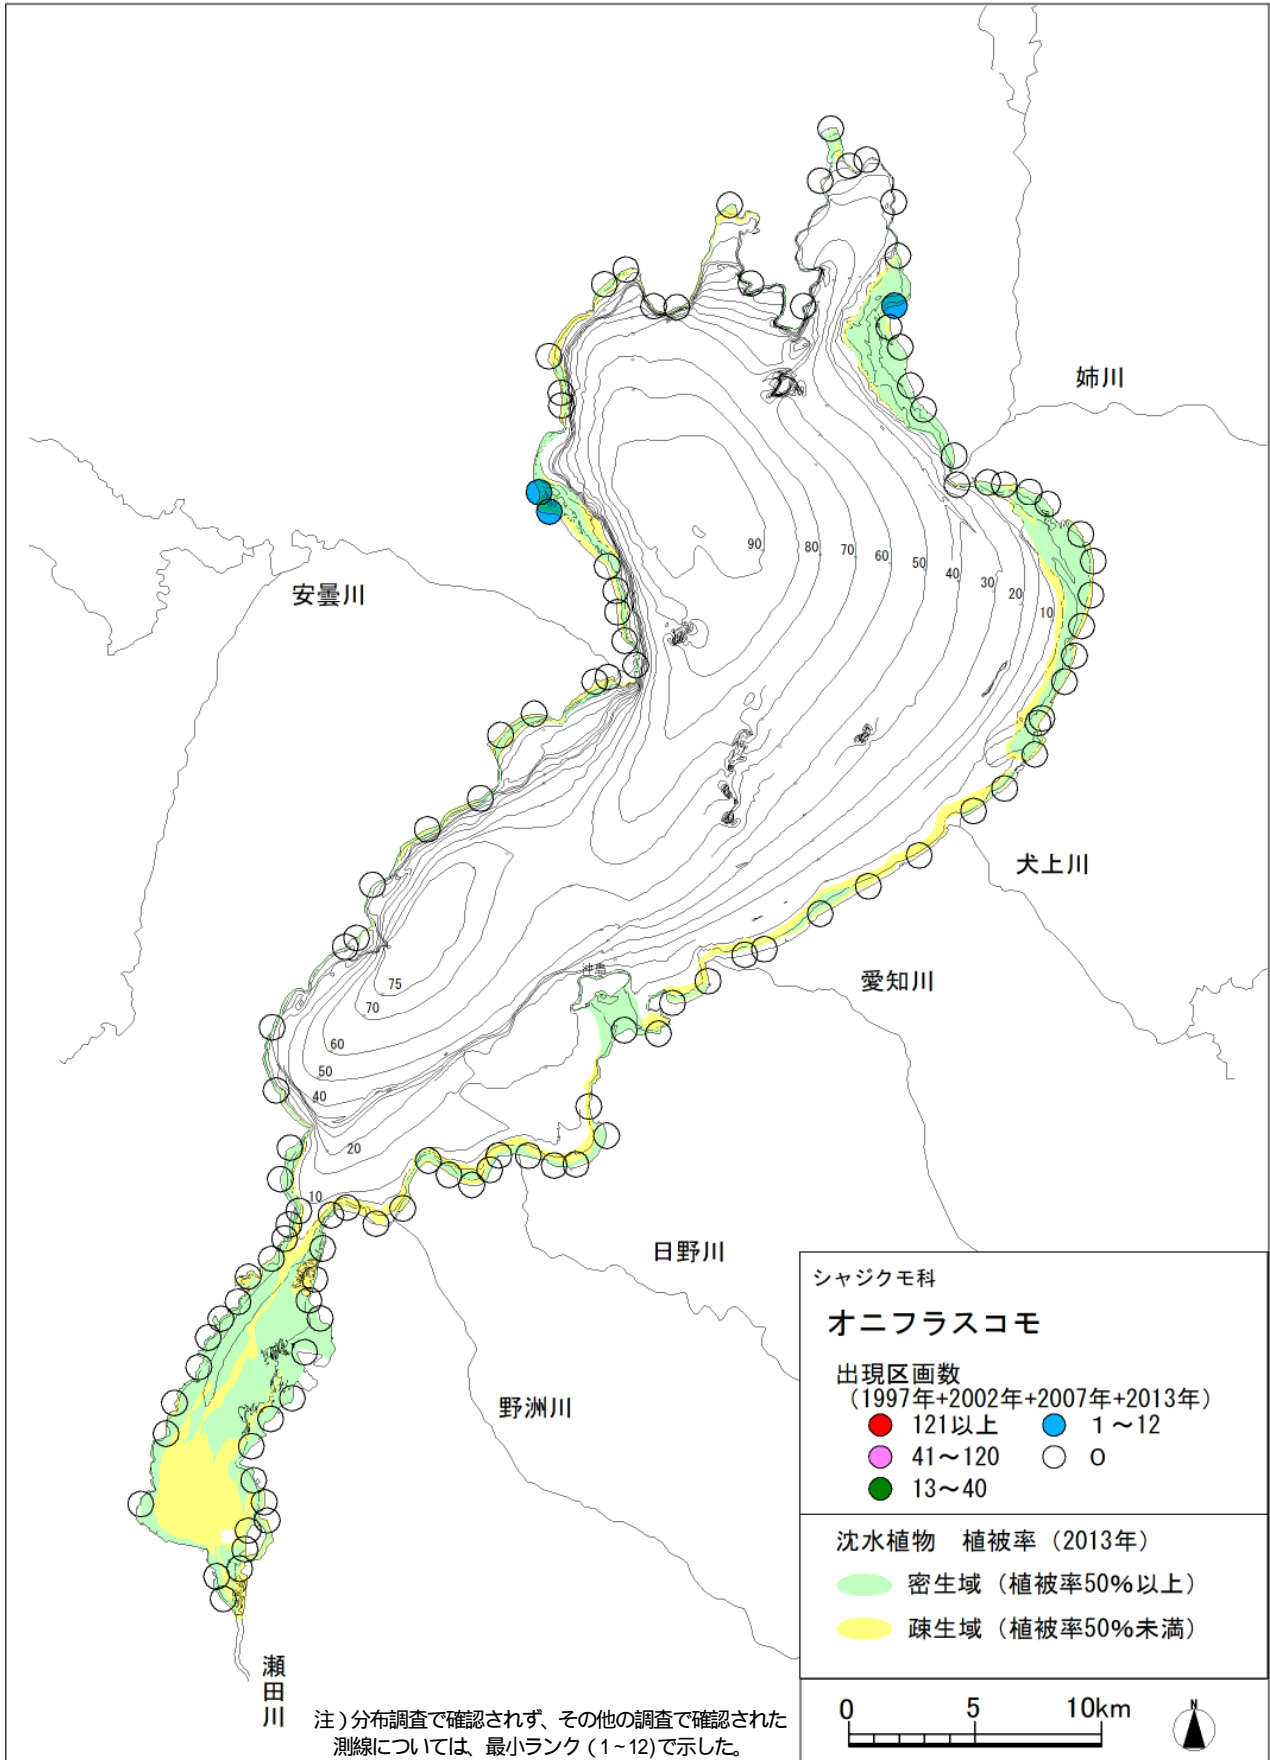 姉川
安曇川
90
80
70
60
50
40
30
20
10
犬上川
沖島
愛知川
75
70
60
50
40
20
10
日野川
野洲川
瀬田川
シャジクモ科
オニフラスコモ
出現区画数
(1997年+2002年+2007年+2013年)
121以上
1～12
41～120
0
13～40
沈水植物 植被率（2013年）
密生域（植被率50%以上）
疎生域（植被率50%未満）
0 5 10km
N
注）分布調査で確認されず、その他の調査で確認された
測線については、最小ランク（1~12)で示した。